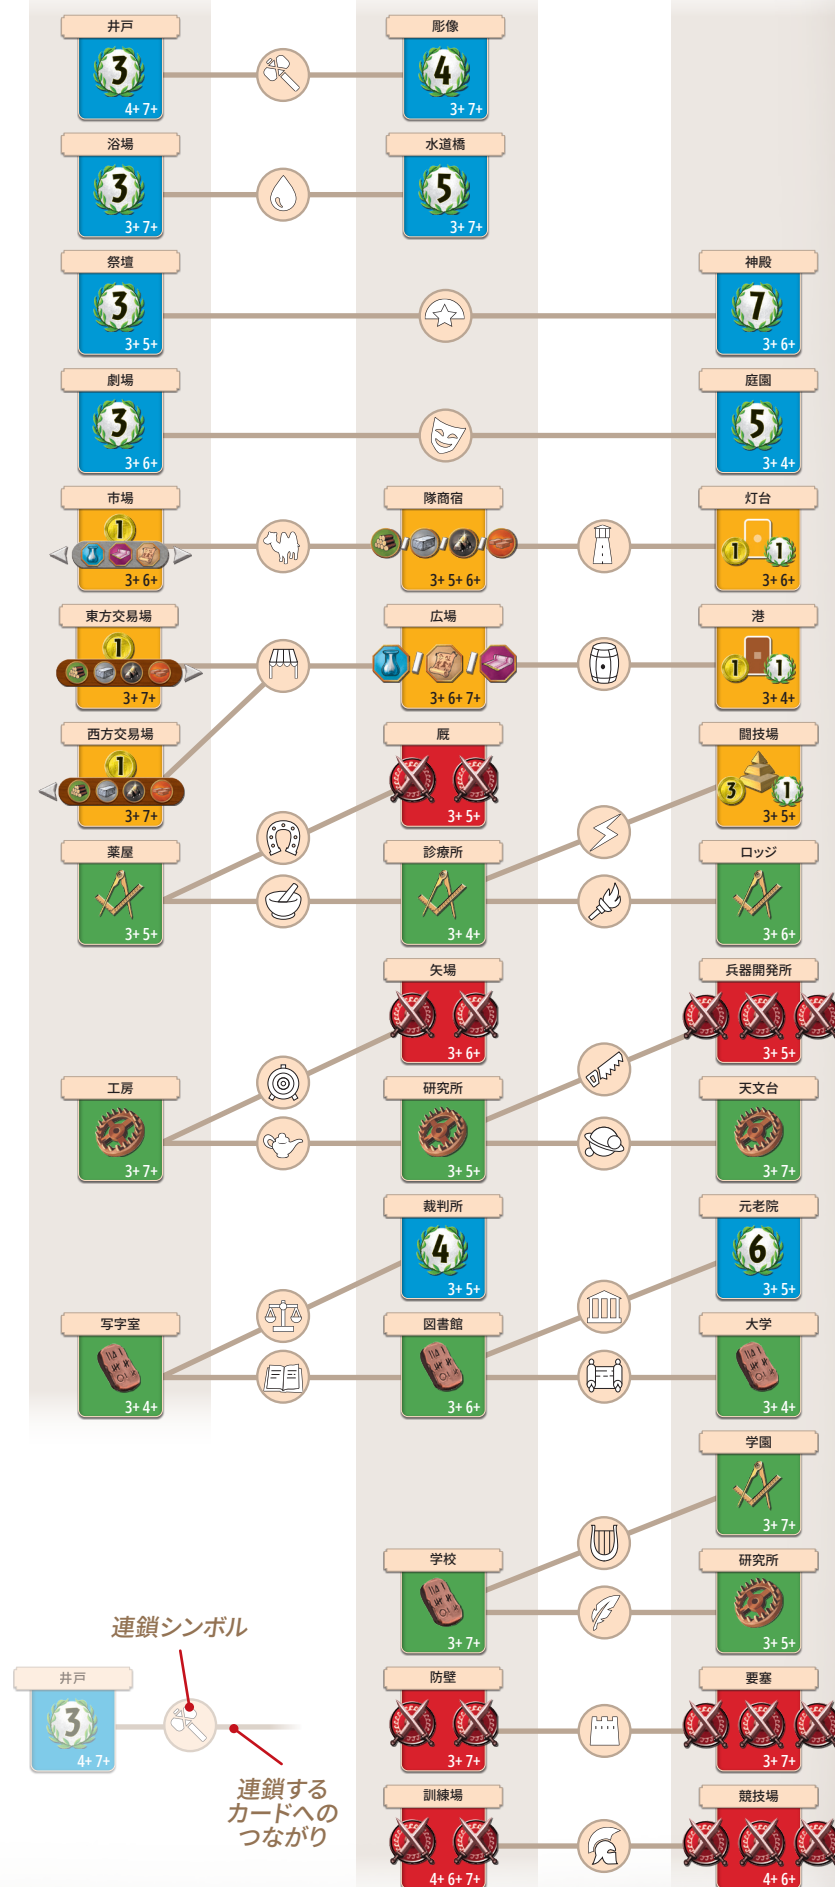 井戸
彫像
3
4
4+ 7+
3+ 7+
浴場
水道橋
3
5
3+ 7+
3+ 7+
祭壇
神殿
3
7
3+ 5+
3+ 6+
劇場
庭園
3
5
3+ 6+
3+ 4+
市場
隊商宿
灯台
1
1 1
3+ 6+
3+ 5+ 6+
3+ 6+
東方交易場
広場
港
1
1 1
3+ 7+
3+ 6+ 7+
3+ 4+
西方交易場
厩
闘技場
1
3 1
3+ 7+
3+ 5+
3+ 5+
薬屋
診療所
ロッジ
3+ 5+
3+ 4+
3+ 6+
矢場
兵器開発所
3+ 6+
3+ 5+
工房
研究所
天文台
3+ 7+
3+ 5+
3+ 7+
裁判所
元老院
4
6
3+ 5+
3+ 5+
写字室
図書館
大学
3+ 4+
3+ 6+
3+ 4+
学園
3+ 7+
学校
研究所
3+ 7+
3+ 5+
連鎖シンボル
井戸
3
4+ 7+
連鎖する
カードへの
つながり
防壁
要塞
3+ 7+
3+ 7+
訓練場
競技場
4+ 6+ 7+
4+ 6+